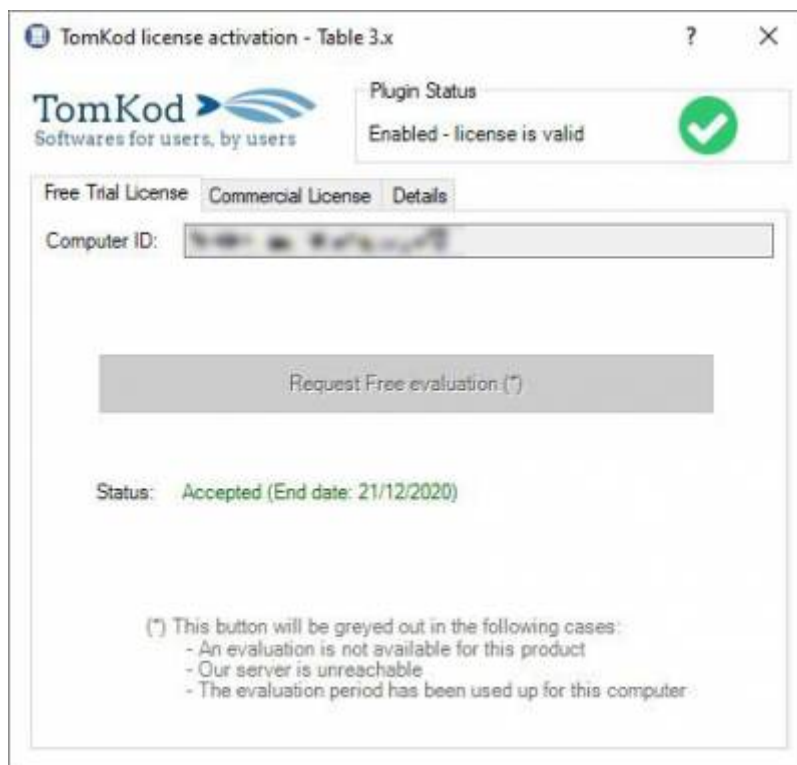 TomKod license activation - Table 3.x
?
TomKod
Softwares for users, by users
Plugin Status
Enabled - license is valid
Free Trial License
Commercial License
Details
Computer ID:
Request Free evaluation (*)
Status:
Accepted (End date: 21/12/2020)
(*) This button will be greyed out in the following cases:
- An evaluation is not available for this product
- Our server is unreachable
- The evaluation period has been used up for this computer